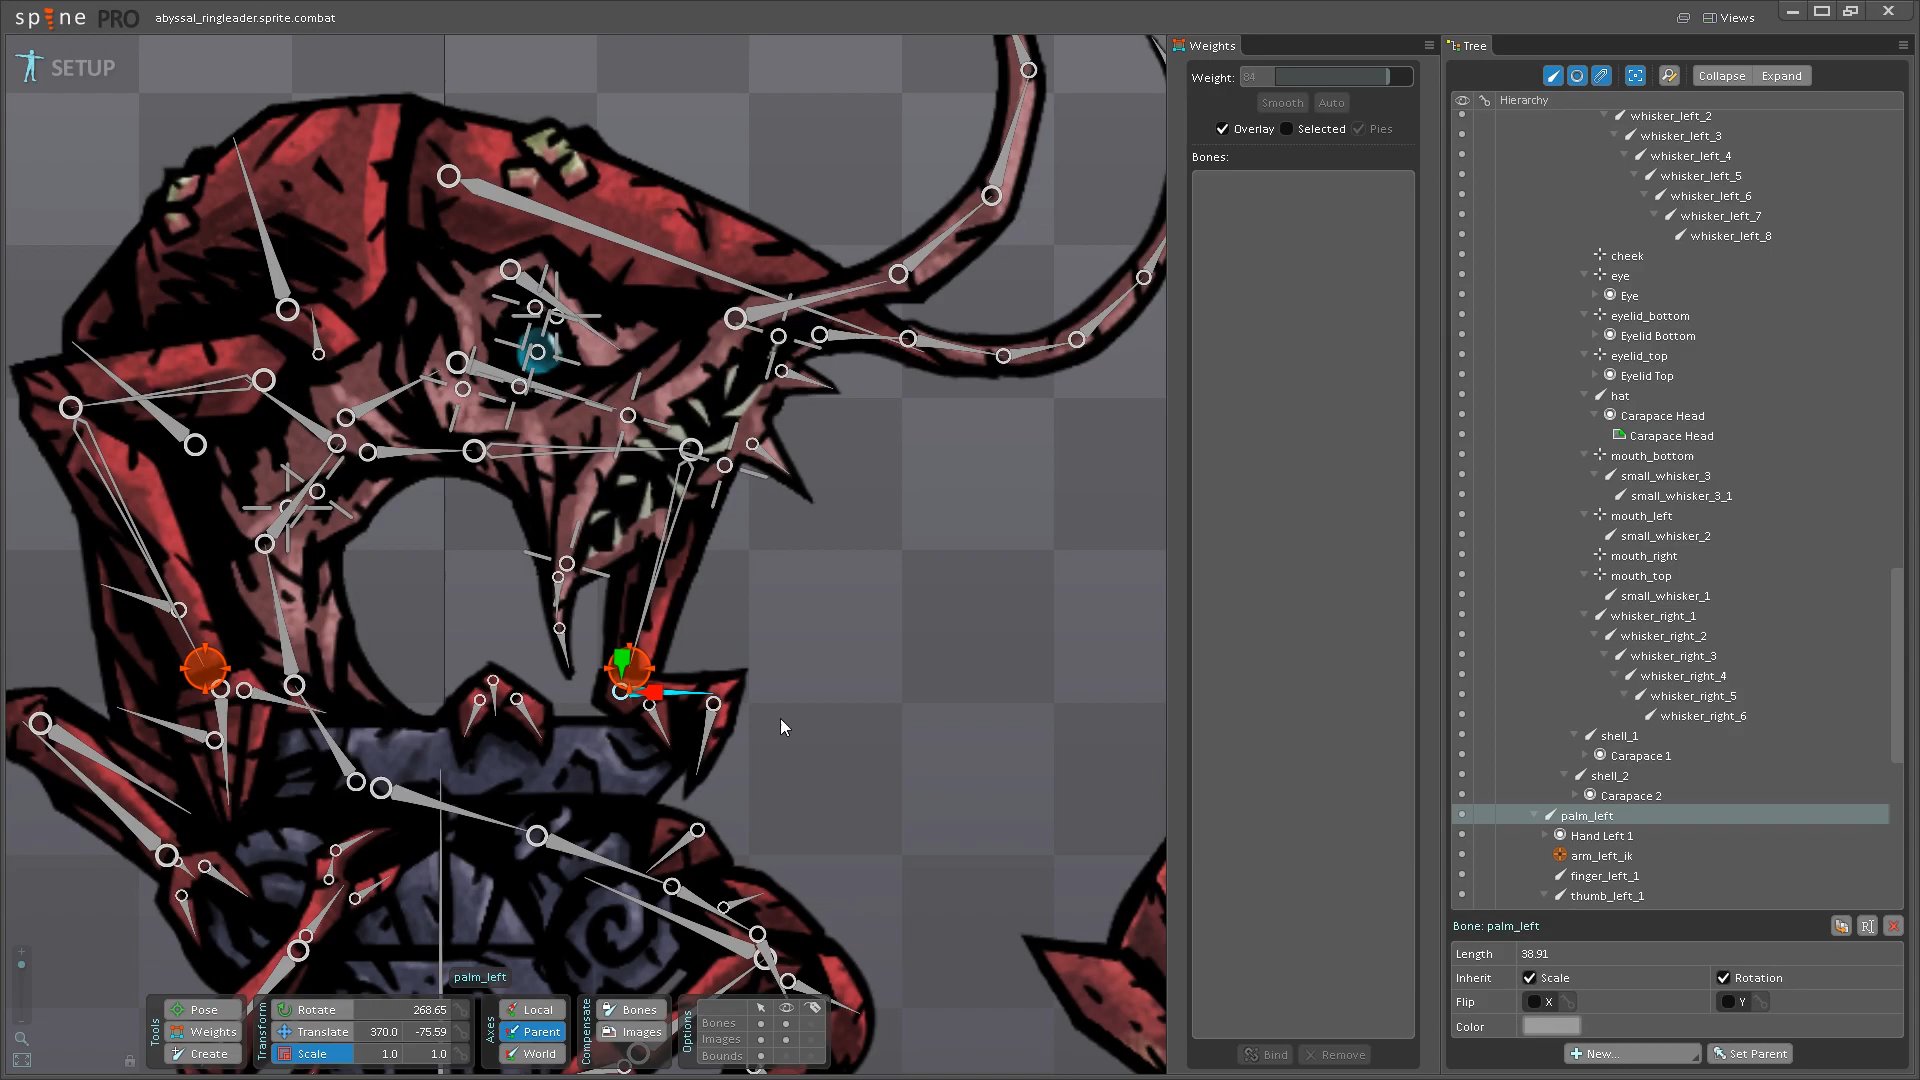 spine PRO abyssal_ringleader.sprite.combat
Views
SETUP
Weights
Weight: 84
Smooth Auto
Overlay Selected Pies
Bones:
Bind Remove
Tree
Collapse Expand
Hierarchy
whisker_left_2
whisker_left_3
whisker_left_4
whisker_left_5
whisker_left_6
whisker_left_7
whisker_left_8
cheek
eye
Eye
eyelid_bottom
Eyelid Bottom
eyelid_top
Eyelid Top
hat
Carapace Head
Carapace Head
mouth_bottom
small_whisker_3
small_whisker_3_1
mouth_left
small_whisker_2
mouth_right
mouth_top
small_whisker_1
whisker_right_1
whisker_right_2
whisker_right_3
whisker_right_4
whisker_right_5
whisker_right_6
shell_1
Carapace 1
shell_2
Carapace 2
palm_left
Hand Left 1
arm_left_ik
finger_left_1
thumb_left_1
Bone: palm_left
Length 38.91
Inherit Scale Rotation
Flip X Y
Color
New... Set Parent
palm_left
Tools
Pose
Weights
Create
Transform
Rotate 268.65
Translate 370.0 -75.59
Scale 1.0 1.0
Axes
Local
Parent
World
Compensate
Bones
Images
Options
Bones
Images
Bounds